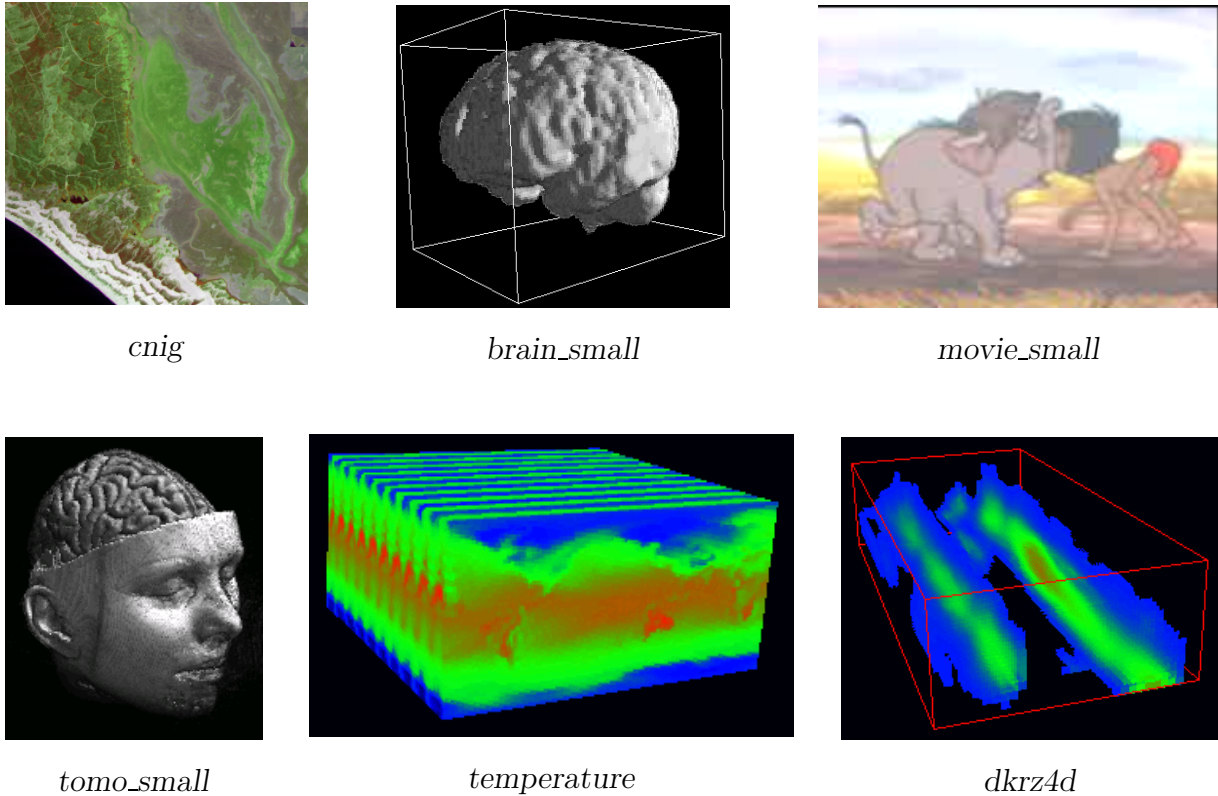 cnig
brain_small
movie_small
tomo_small
temperature
dkrz4d